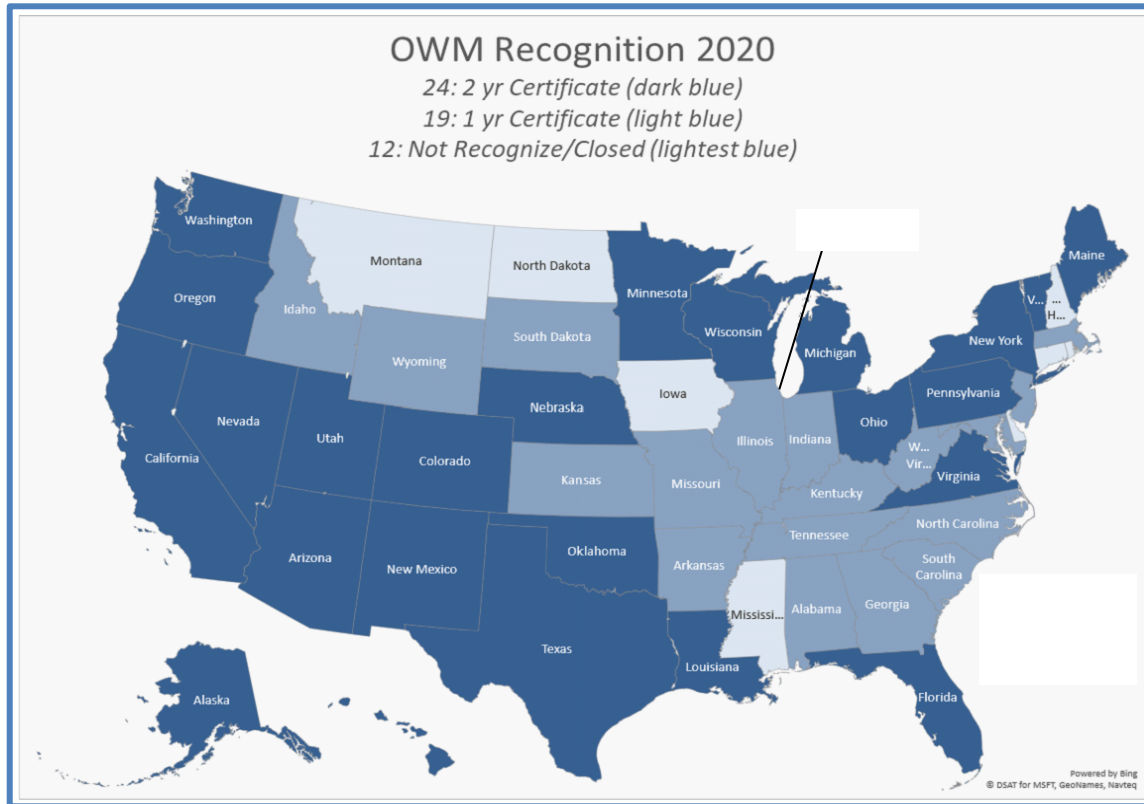 OWM Recognition 2020
24: 2 yr Certificate (dark blue)
19: 1 yr Certificate (light blue)
12: Not Recognize/Closed (lightest blue)
Washington
Montana
North Dakota
Minnesota
Maine
Oregon
Idaho
South Dakota
Wisconsin
Michigan
New York
V...
...
H...
Wyoming
Iowa
Nebraska
Pennsylvania
Nevada
Utah
Colorado
Illinois
Indiana
Ohio
W...
Vir...
Virginia
California
Kansas
Missouri
Kentucky
Arizona
New Mexico
Oklahoma
Arkansas
Tennessee
North Carolina
South
Carolina
Mississi...
Alabama
Georgia
Texas
Louisiana
Florida
Alaska
Powered by Bing
© DSAT for MSFT, GeoNames, Navteq